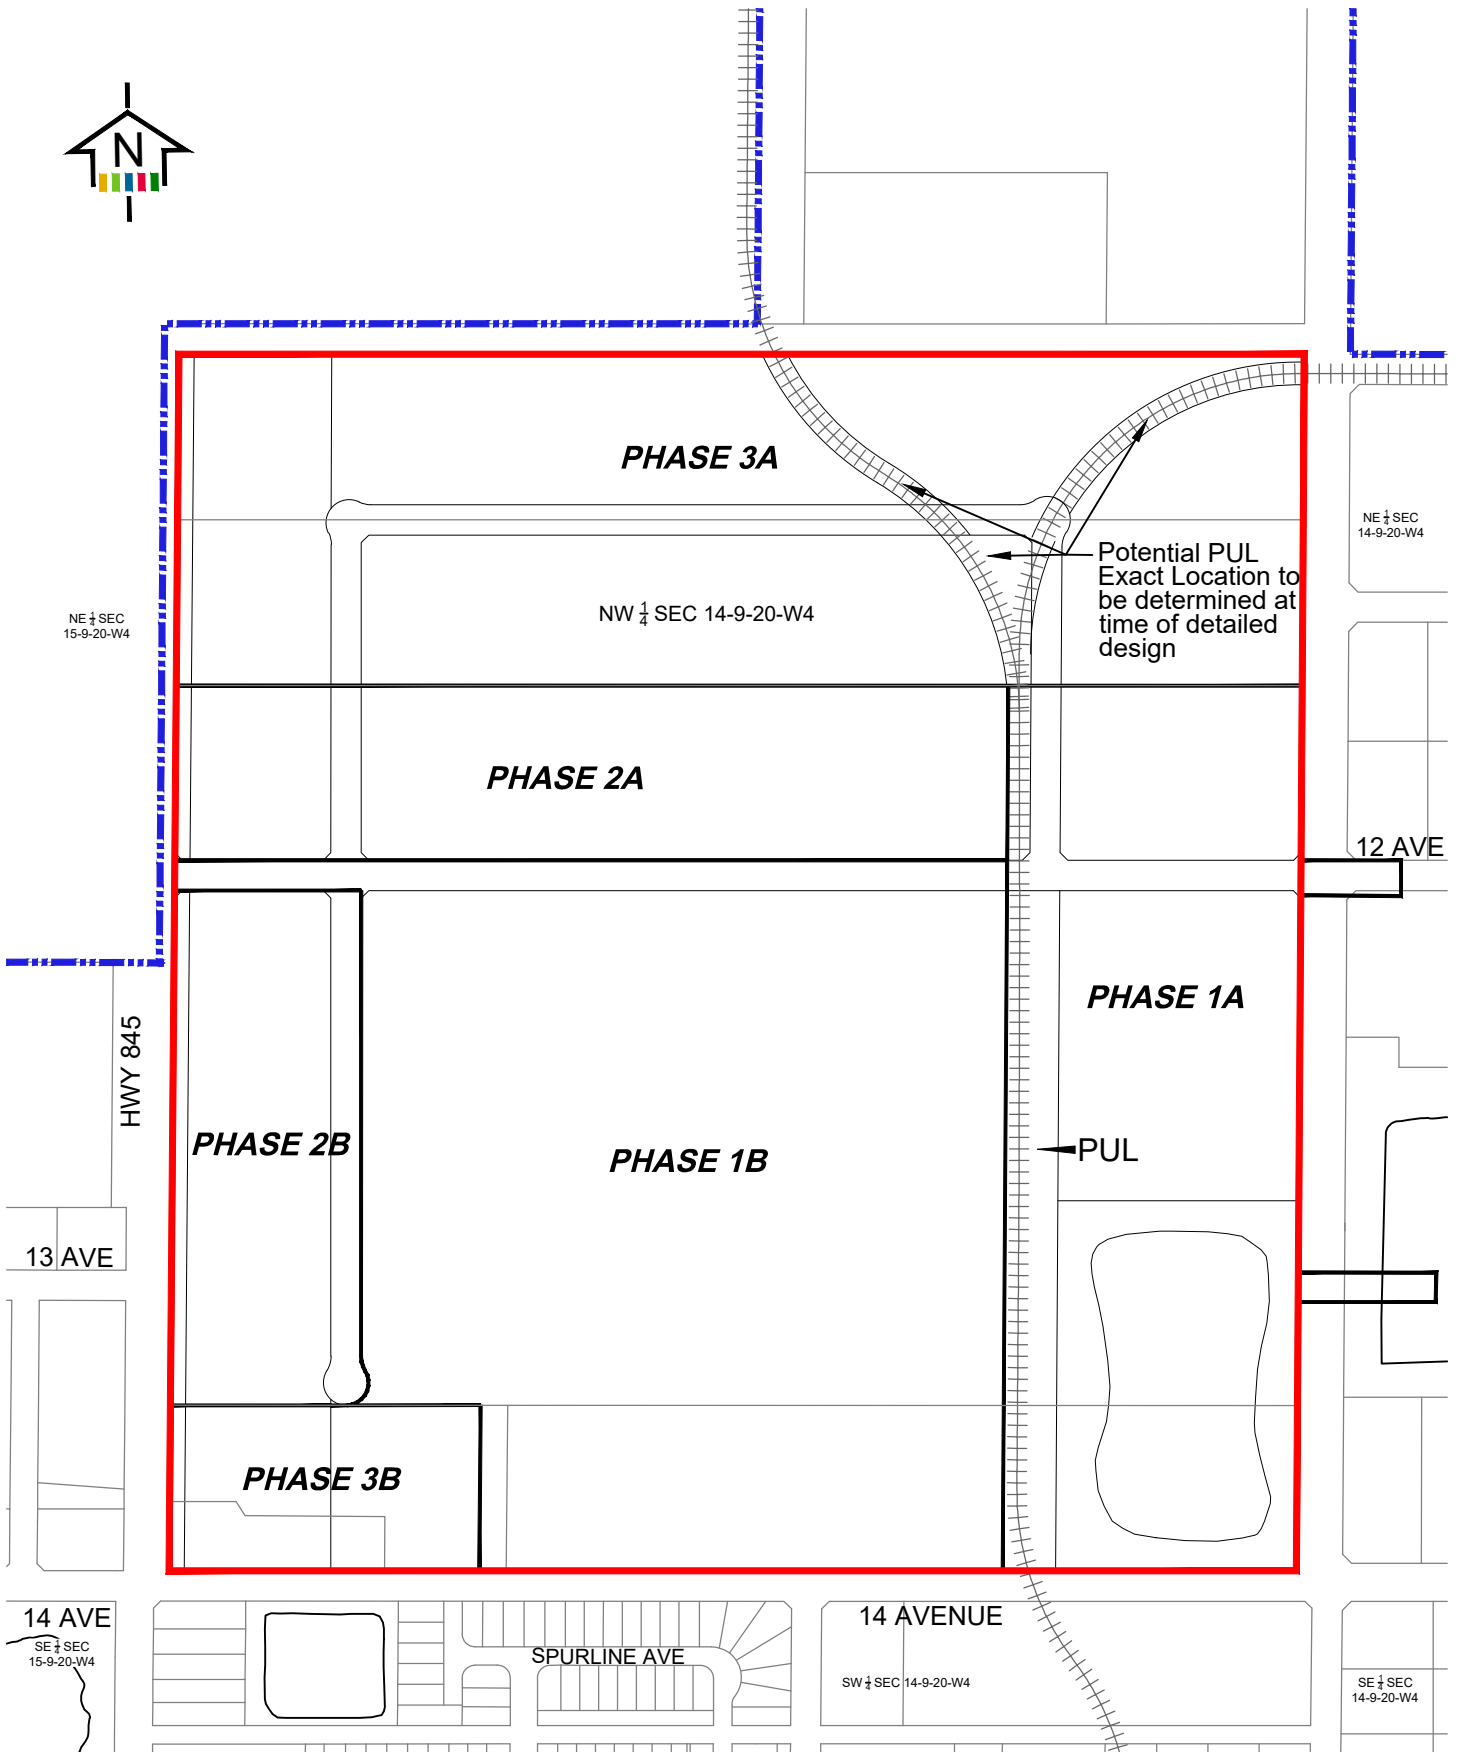 N
PHASE 3A
NE 1/4 SEC
14-9-20-W4
Potential PUL
Exact Location to
be determined at
time of detailed
design
NE 1/4 SEC
15-9-20-W4
NW 1/4 SEC 14-9-20-W4
PHASE 2A
12 AVE
PHASE 1A
HWY 845
PHASE 2B
PHASE 1B
PUL
13 AVE
PHASE 3B
14 AVE
14 AVENUE
SE 1/4 SEC
15-9-20-W4
SPURLINE AVE
SW 1/4 SEC 14-9-20-W4
SE 1/4 SEC
14-9-20-W4